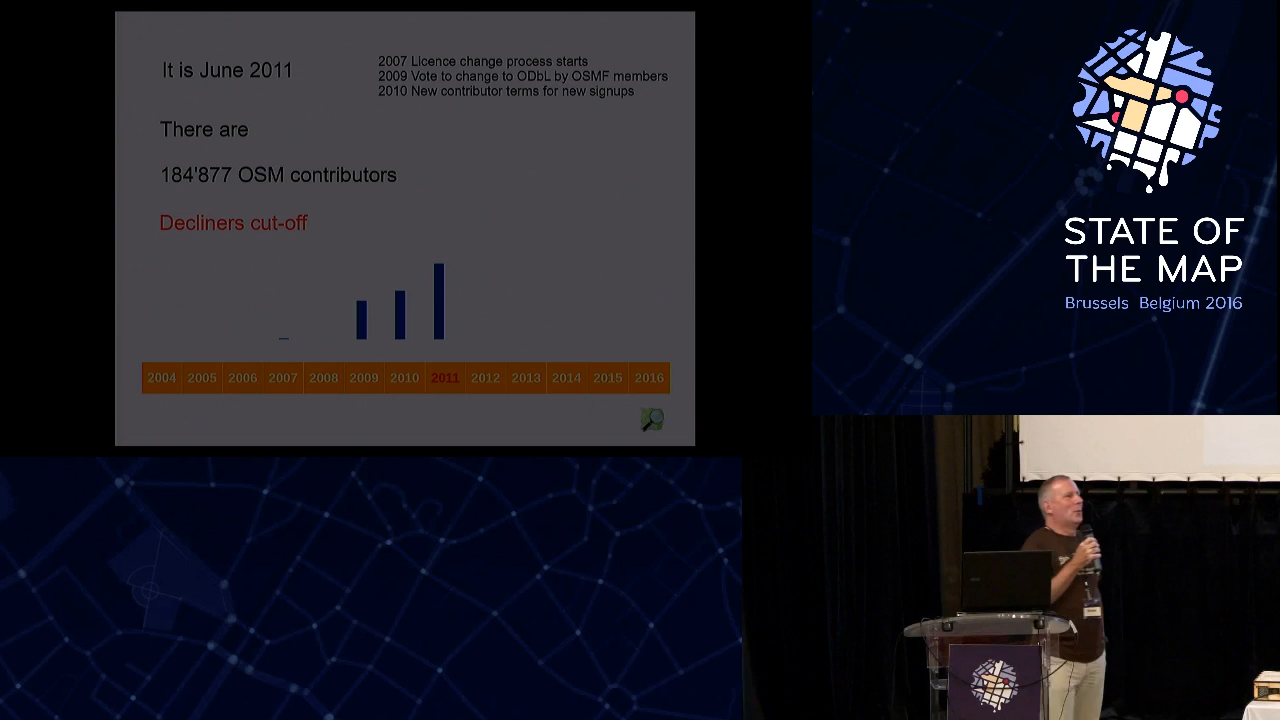 It is June 2011
2007 Licence change process starts
2009 Vote to change to ODbL by OSMF members
2010 New contributor terms for new signups
There are
184'877 OSM contributors
Decliners cut-off
2004 2005 2006 2007 2008 2009 2010 2011 2012 2013 2014 2015 2016
STATE OF
THE MAP
Brussels Belgium 2016